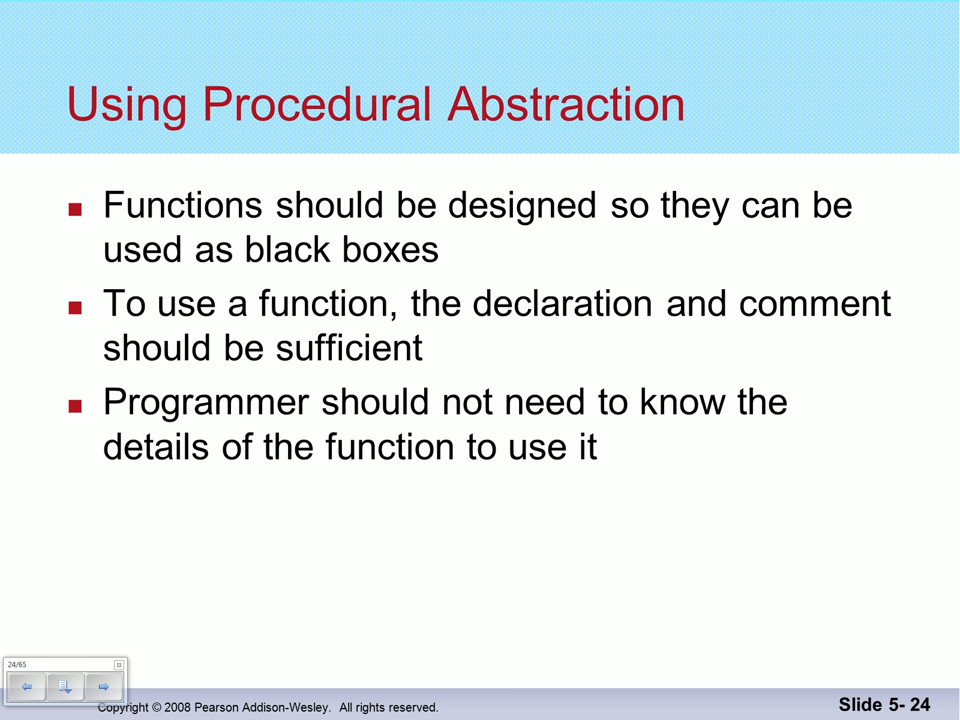 Using Procedural Abstraction
Functions should be designed so they can be
used as black boxes
To use a function, the declaration and comment
should be sufficient
Programmer should not need to know the
details of the function to use it
24/65
Copyright © 2008 Pearson Addison-Wesley. All rights reserved.
Slide 5- 24